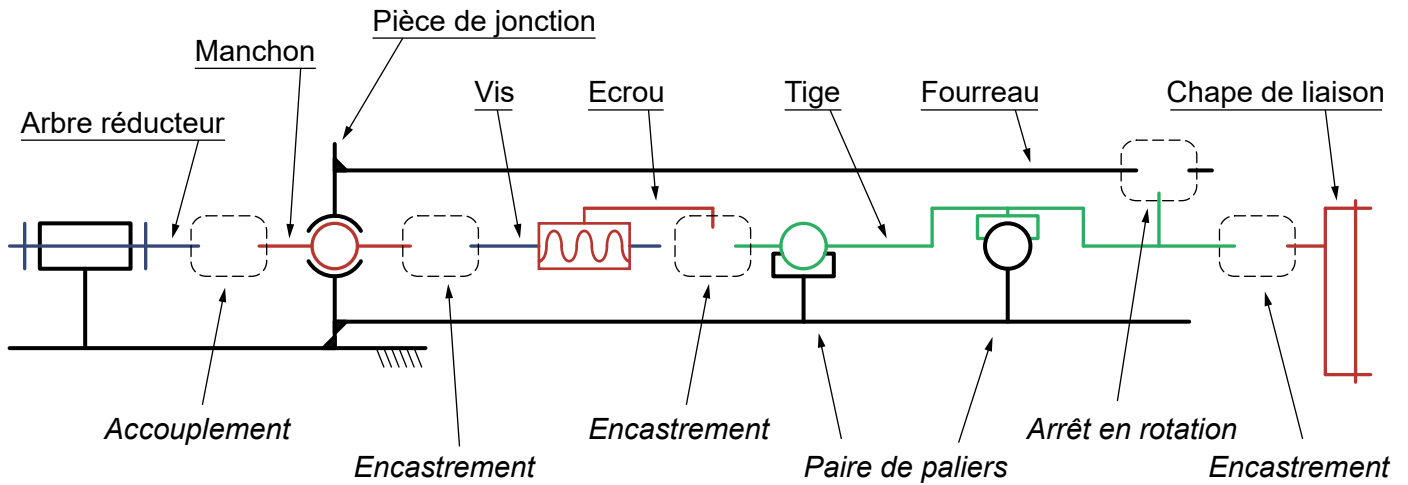 Pièce de jonction
Manchon
Vis
Ecrou
Tige
Fourreau
Chape de liaison
Arbre réducteur
Accouplement
Encastrement
Arrêt en rotation
Encastrement
Paire de paliers
Encastrement